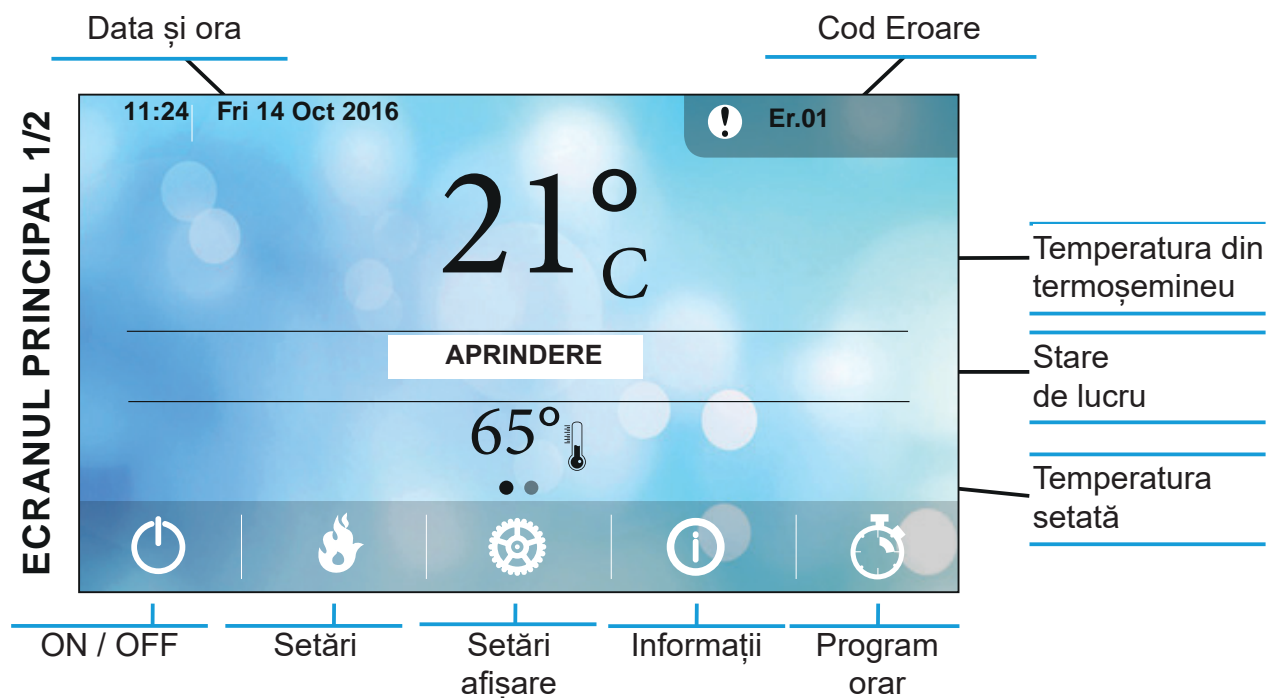 Data și ora
Cod Eroare
ECRANUL PRINCIPAL 1/2
11:24 Fri 14 Oct 2016
Er.01
21°C
Temperatura din
termoșemineu
APRINDERE
Stare
de lucru
65°
Temperatura
setată
ON / OFF
Setări
Setări
afișare
Informații
Program
orar